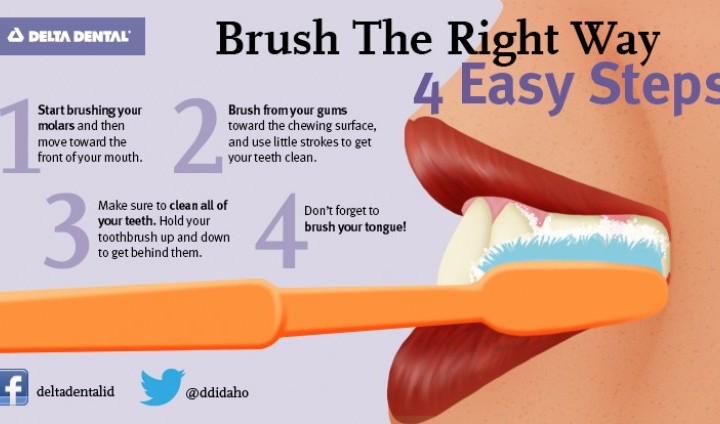 DELTA DENTAL®
Brush The Right Way
4 Easy Steps
1
Start brushing your
molars and then
move toward the
front of your mouth.
2
Brush from your gums
toward the chewing surface,
and use little strokes to get
your teeth clean.
3
Make sure to clean all of
your teeth. Hold your
toothbrush up and down
to get behind them.
4
Don't forget to
brush your tongue!
f
deltadentalid
@ddidaho